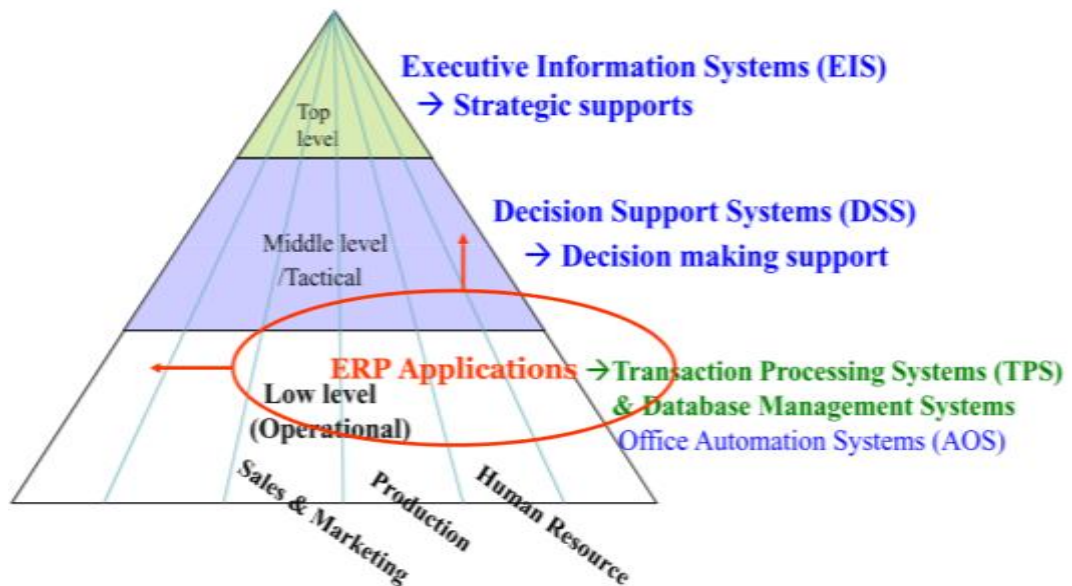 Executive Information Systems (EIS)
→ Strategic supports
Top
level
Decision Support Systems (DSS)
→ Decision making support
Middle level
/Tactical
ERP Applications → Transaction Processing Systems (TPS)
& Database Management Systems
Office Automation Systems (AOS)
Low level
(Operational)
Sales & Marketing
Production
Human Resource